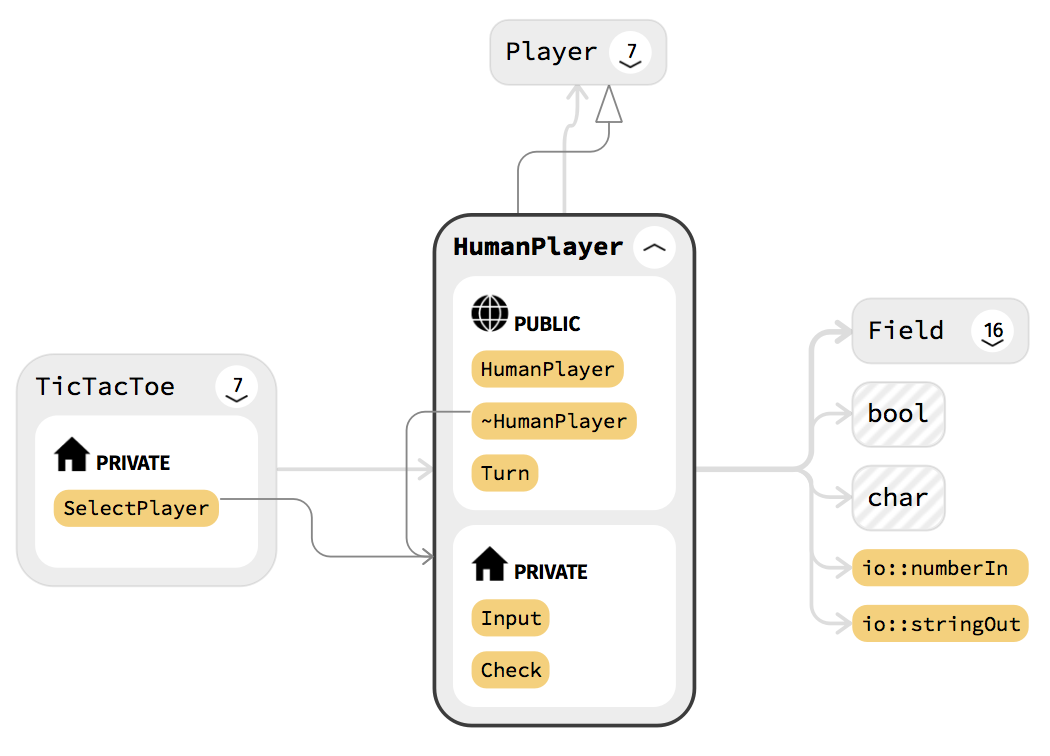 Player 7
HumanPlayer
PUBLIC
HumanPlayer
~HumanPlayer
Turn
PRIVATE
Input
Check
TicTacToe 7
PRIVATE
SelectPlayer
Field 16
bool
char
io::numberIn
io::stringOut